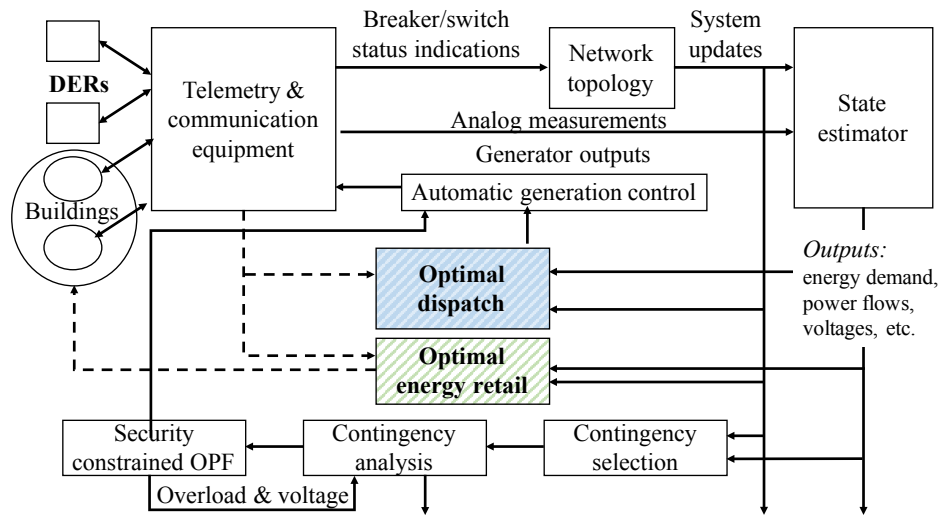 Breaker/switch
status indications
System
updates
DERs
Telemetry &
communication
equipment
Network
topology
State
estimator
Analog measurements
Generator outputs
Automatic generation control
Buildings
Outputs:
energy demand,
power flows,
voltages, etc.
Optimal
dispatch
Optimal
energy retail
Security
constrained OPF
Contingency
analysis
Contingency
selection
Overload & voltage